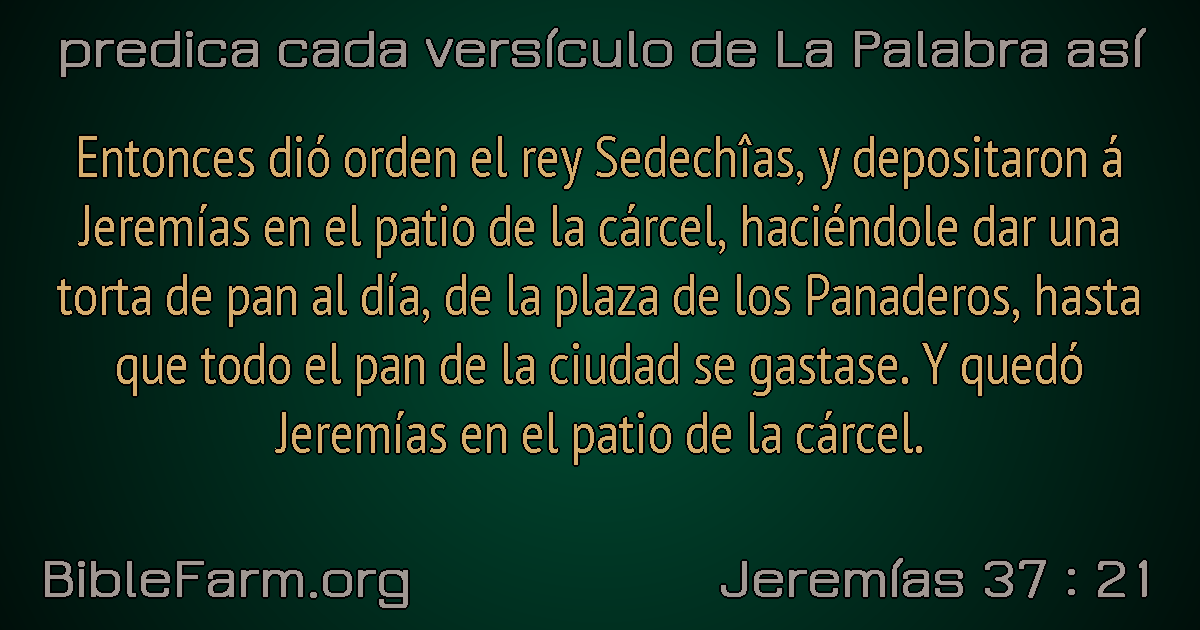 predica cada versículo de La Palabra así
Entonces dió orden el rey Sedechîas, y depositaron á
Jeremías en el patio de la cárcel, haciéndole dar una
torta de pan al día, de la plaza de los Panaderos, hasta
que todo el pan de la ciudad se gastase. Y quedó
Jeremías en el patio de la cárcel.
BibleFarm.org
Jeremías 37 : 21